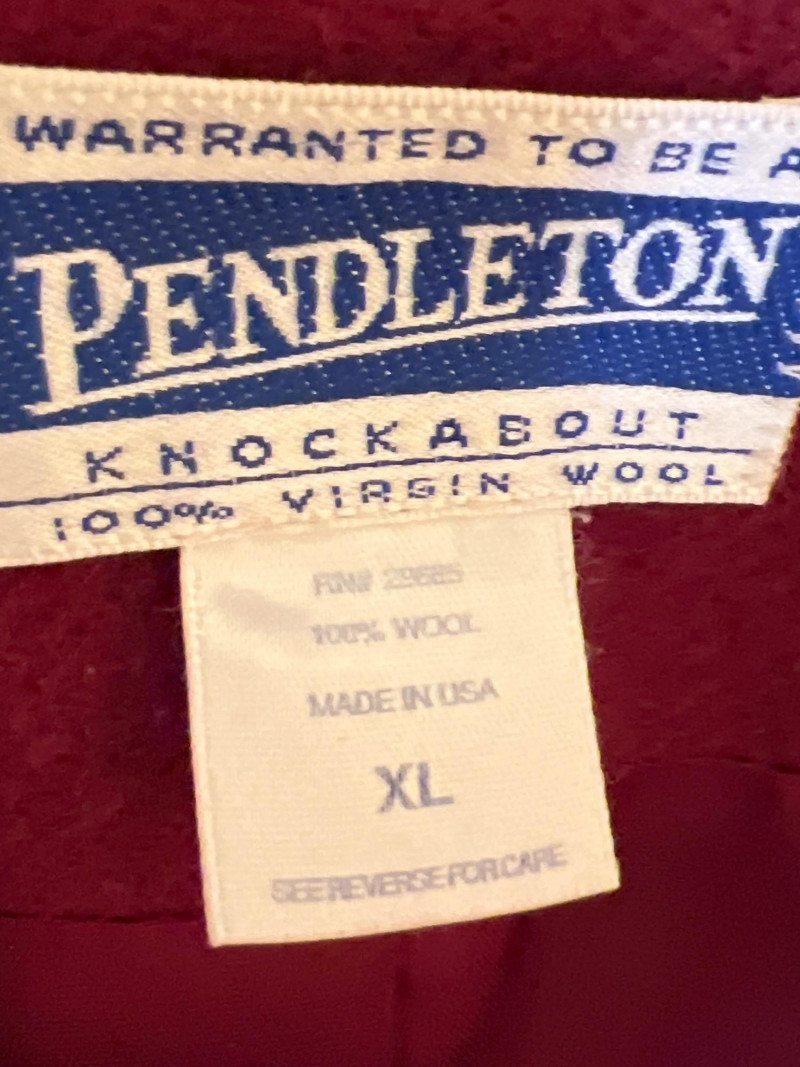 WARRANTED TO BE A
PENDLETON
KNOCKABOUT
100% VIRGIN WOOL
RN# 29685
100% WOOL
MADE IN USA
XL
SEE REVERSE FOR CARE